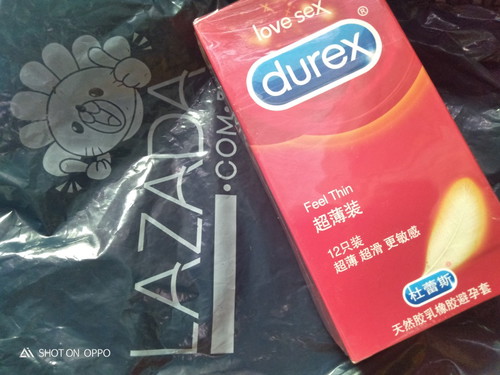 love sex
durex®
Feel Thin
超薄装
12只装
超薄 超滑 更敏感
杜蕾斯
天然胶乳橡胶避孕套
LAZADA
.COM.
SHOT ON OPPO